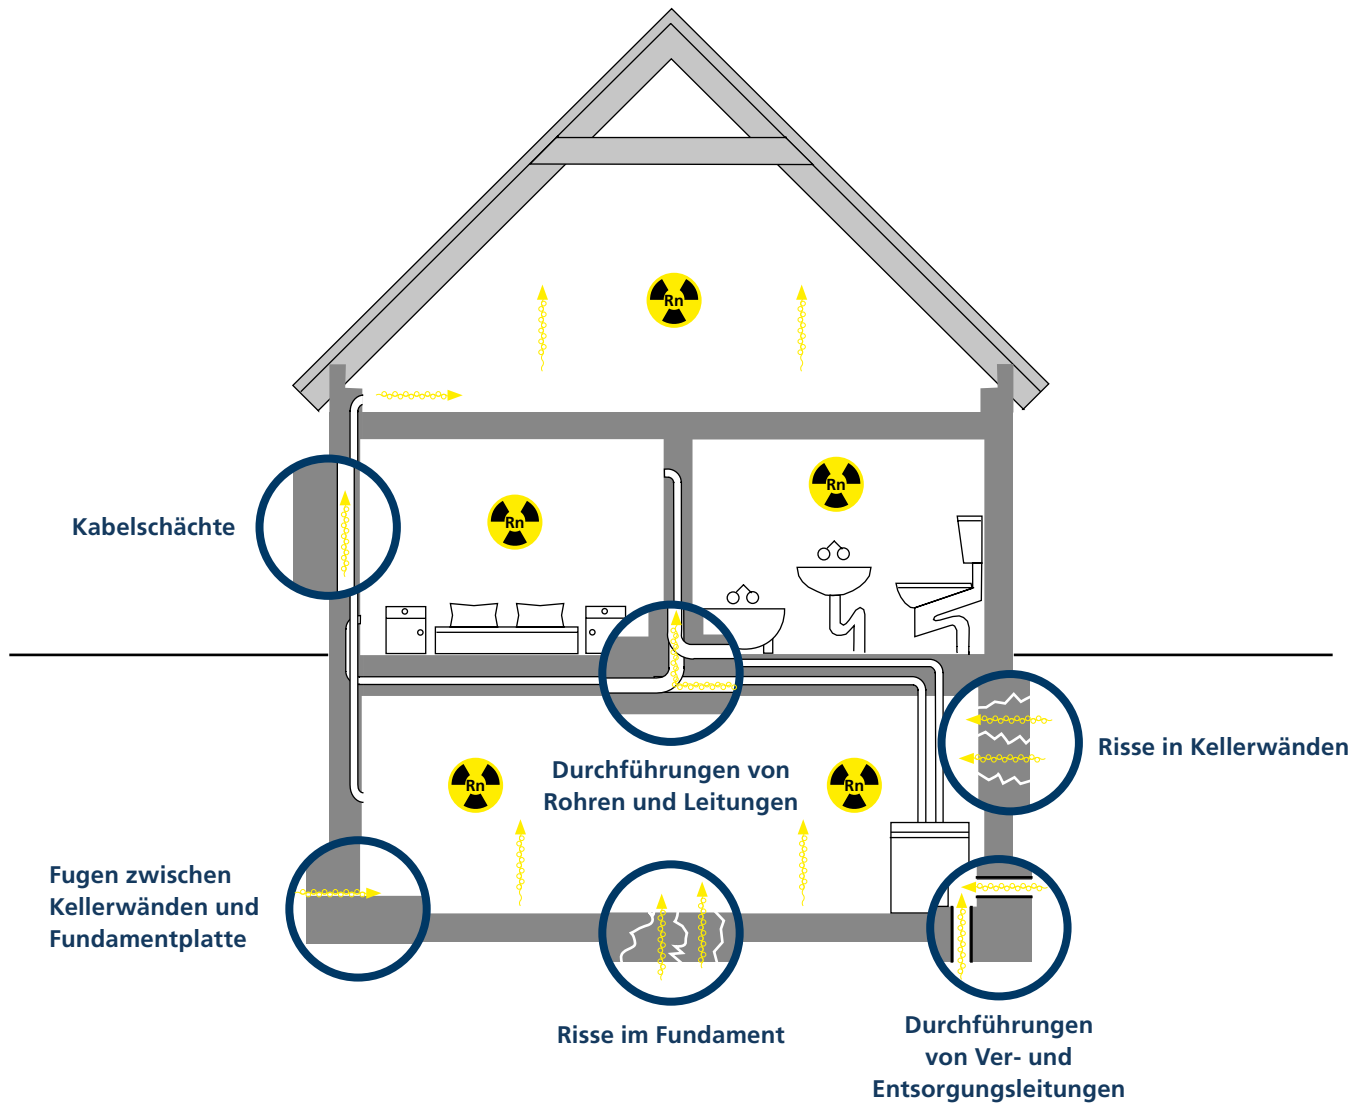 Rn
Rn
Rn
Kabelschächte
Rn
Rn
Durchführungen von
Rohren und Leitungen
Risse in Kellerwänden
Fugen zwischen
Kellerwänden und
Fundamentplatte
Risse im Fundament
Durchführungen
von Ver- und
Entsorgungsleitungen